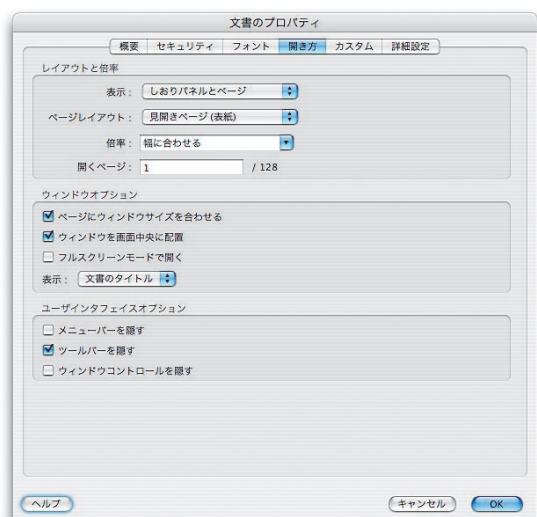 文書のプロパティ
概要 セキュリティ フォント 開き方 カスタム 詳細設定
レイアウトと倍率
表示： しおりパネルとページ
ページレイアウト： 見開きページ (表紙)
倍率： 幅に合わせる
開くページ： 1 / 128
ウィンドウオプション
ページにウィンドウサイズを合わせる
ウィンドウを画面中央に配置
フルスクリーンモードで開く
表示： 文書のタイトル
ユーザインタフェイスオプション
メニューバーを隠す
ツールバーを隠す
ウィンドウコントロールを隠す
ヘルプ キャンセル OK